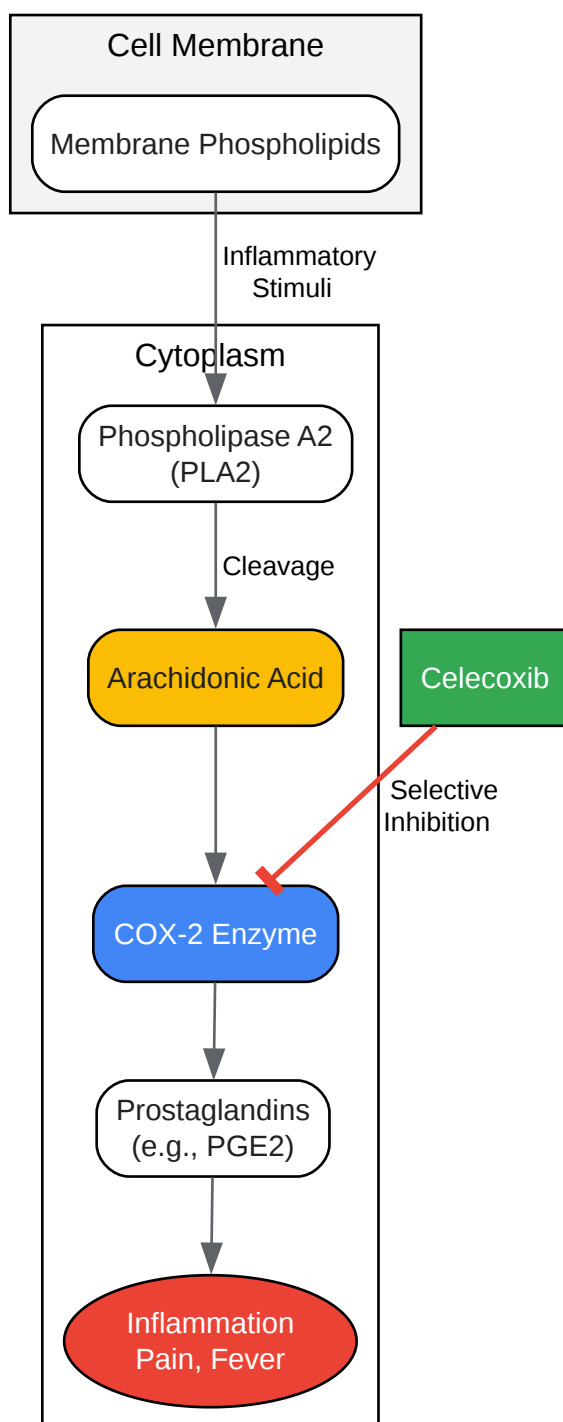 Cell Membrane
Membrane Phospholipids
Inflammatory
Stimuli
Cytoplasm
Phospholipase A2
(PLA2)
Cleavage
Arachidonic Acid
Celecoxib
Selective
Inhibition
COX-2 Enzyme
Prostaglandins
(e.g., PGE2)
Inflammation
Pain, Fever